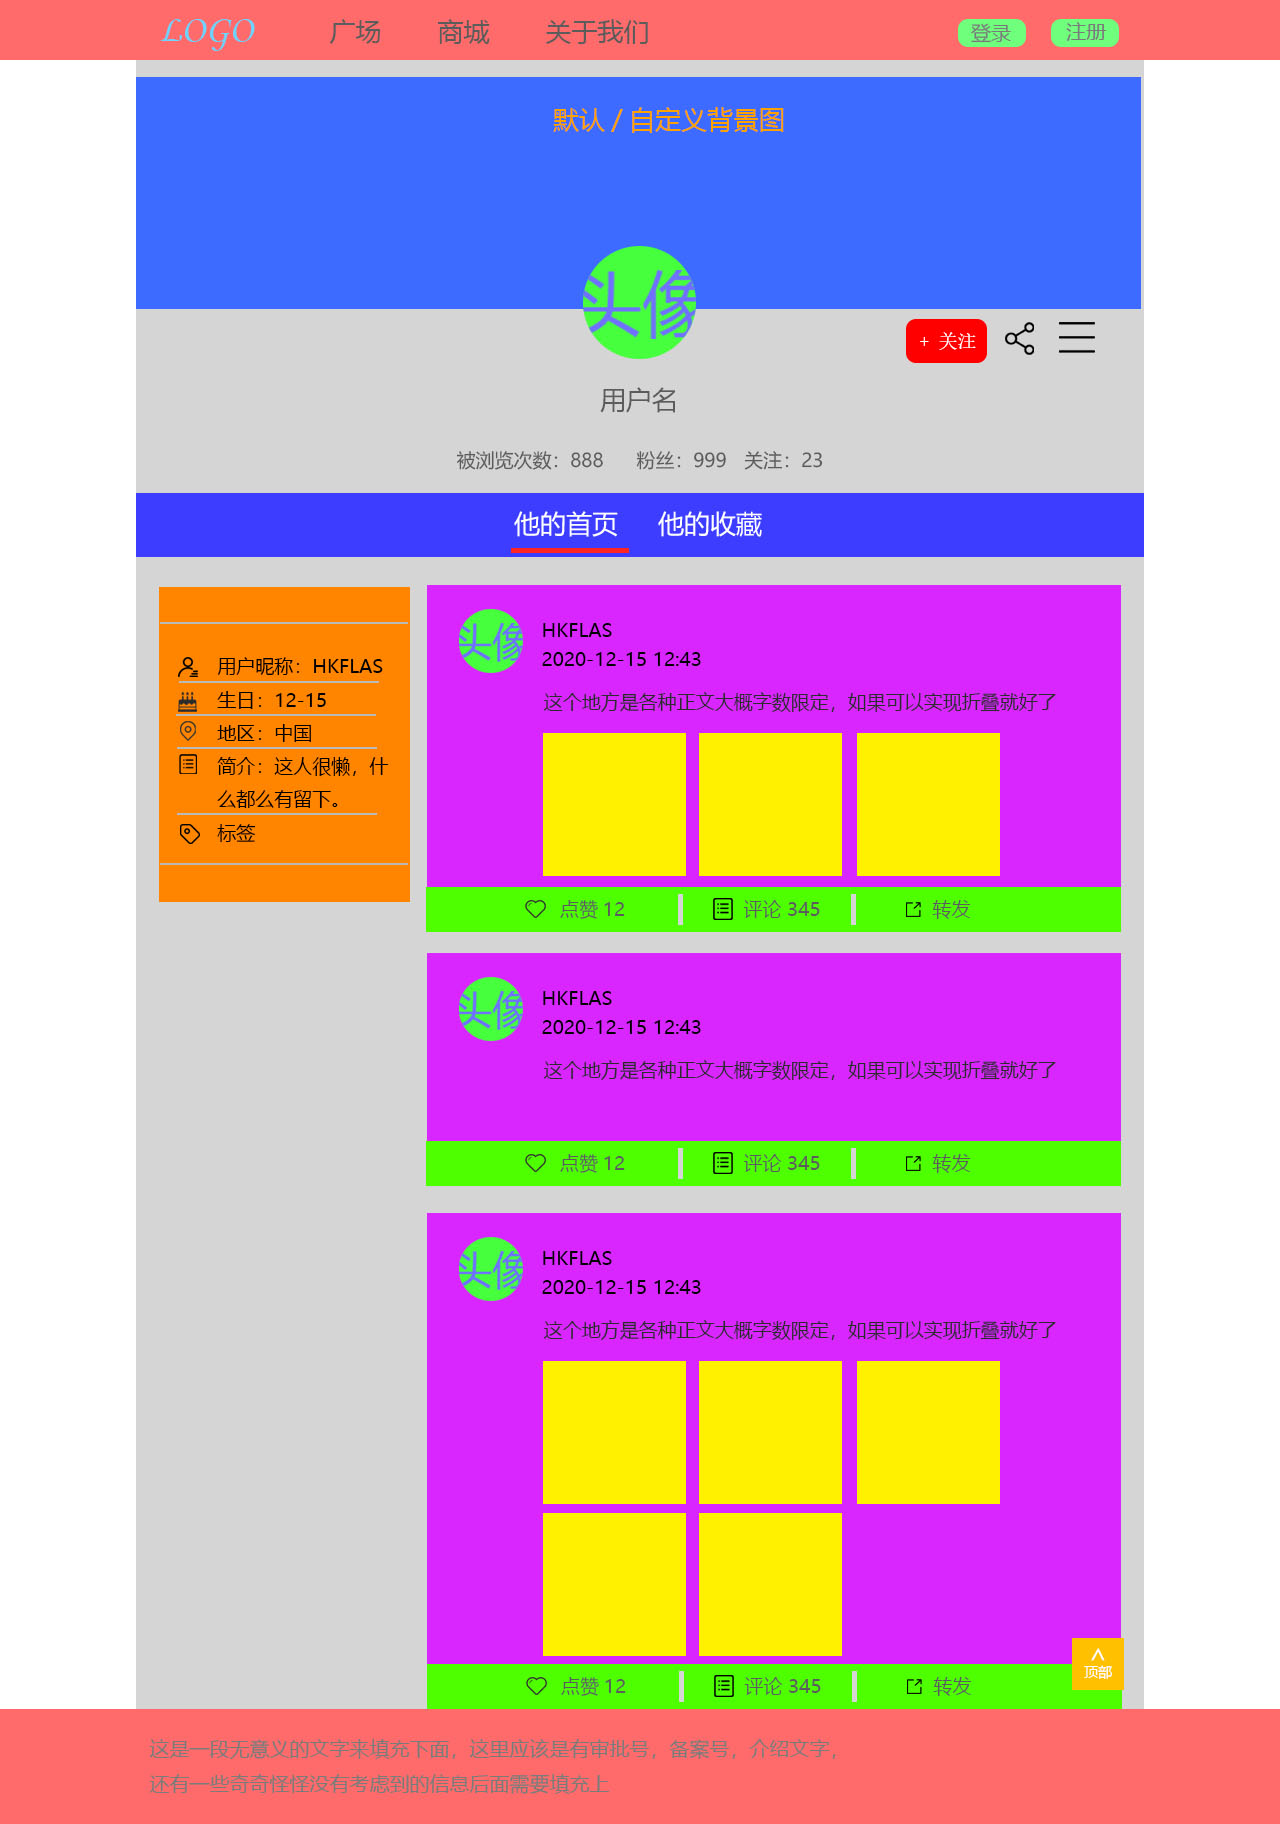 LOGO 广场 商城 关于我们 登录 注册
默认 / 自定义背景图
头像
+ 关注
用户名
被浏览次数：888 粉丝：999 关注：23
他的首页 他的收藏
用户昵称：HKFLAS
生日：12-15
地区：中国
简介：这人很懒，什
么都么有留下。
标签
头像
HKFLAS
2020-12-15 12:43
这个地方是各种正文大概字数限定，如果可以实现折叠就好了
点赞 12 评论 345 转发
头像
HKFLAS
2020-12-15 12:43
这个地方是各种正文大概字数限定，如果可以实现折叠就好了
点赞 12 评论 345 转发
头像
HKFLAS
2020-12-15 12:43
这个地方是各种正文大概字数限定，如果可以实现折叠就好了
顶部
点赞 12 评论 345 转发
这是一段无意义的文字来填充下面，这里应该是有审批号，备案号，介绍文字，
还有一些奇奇怪怪没有考虑到的信息后面需要填充上